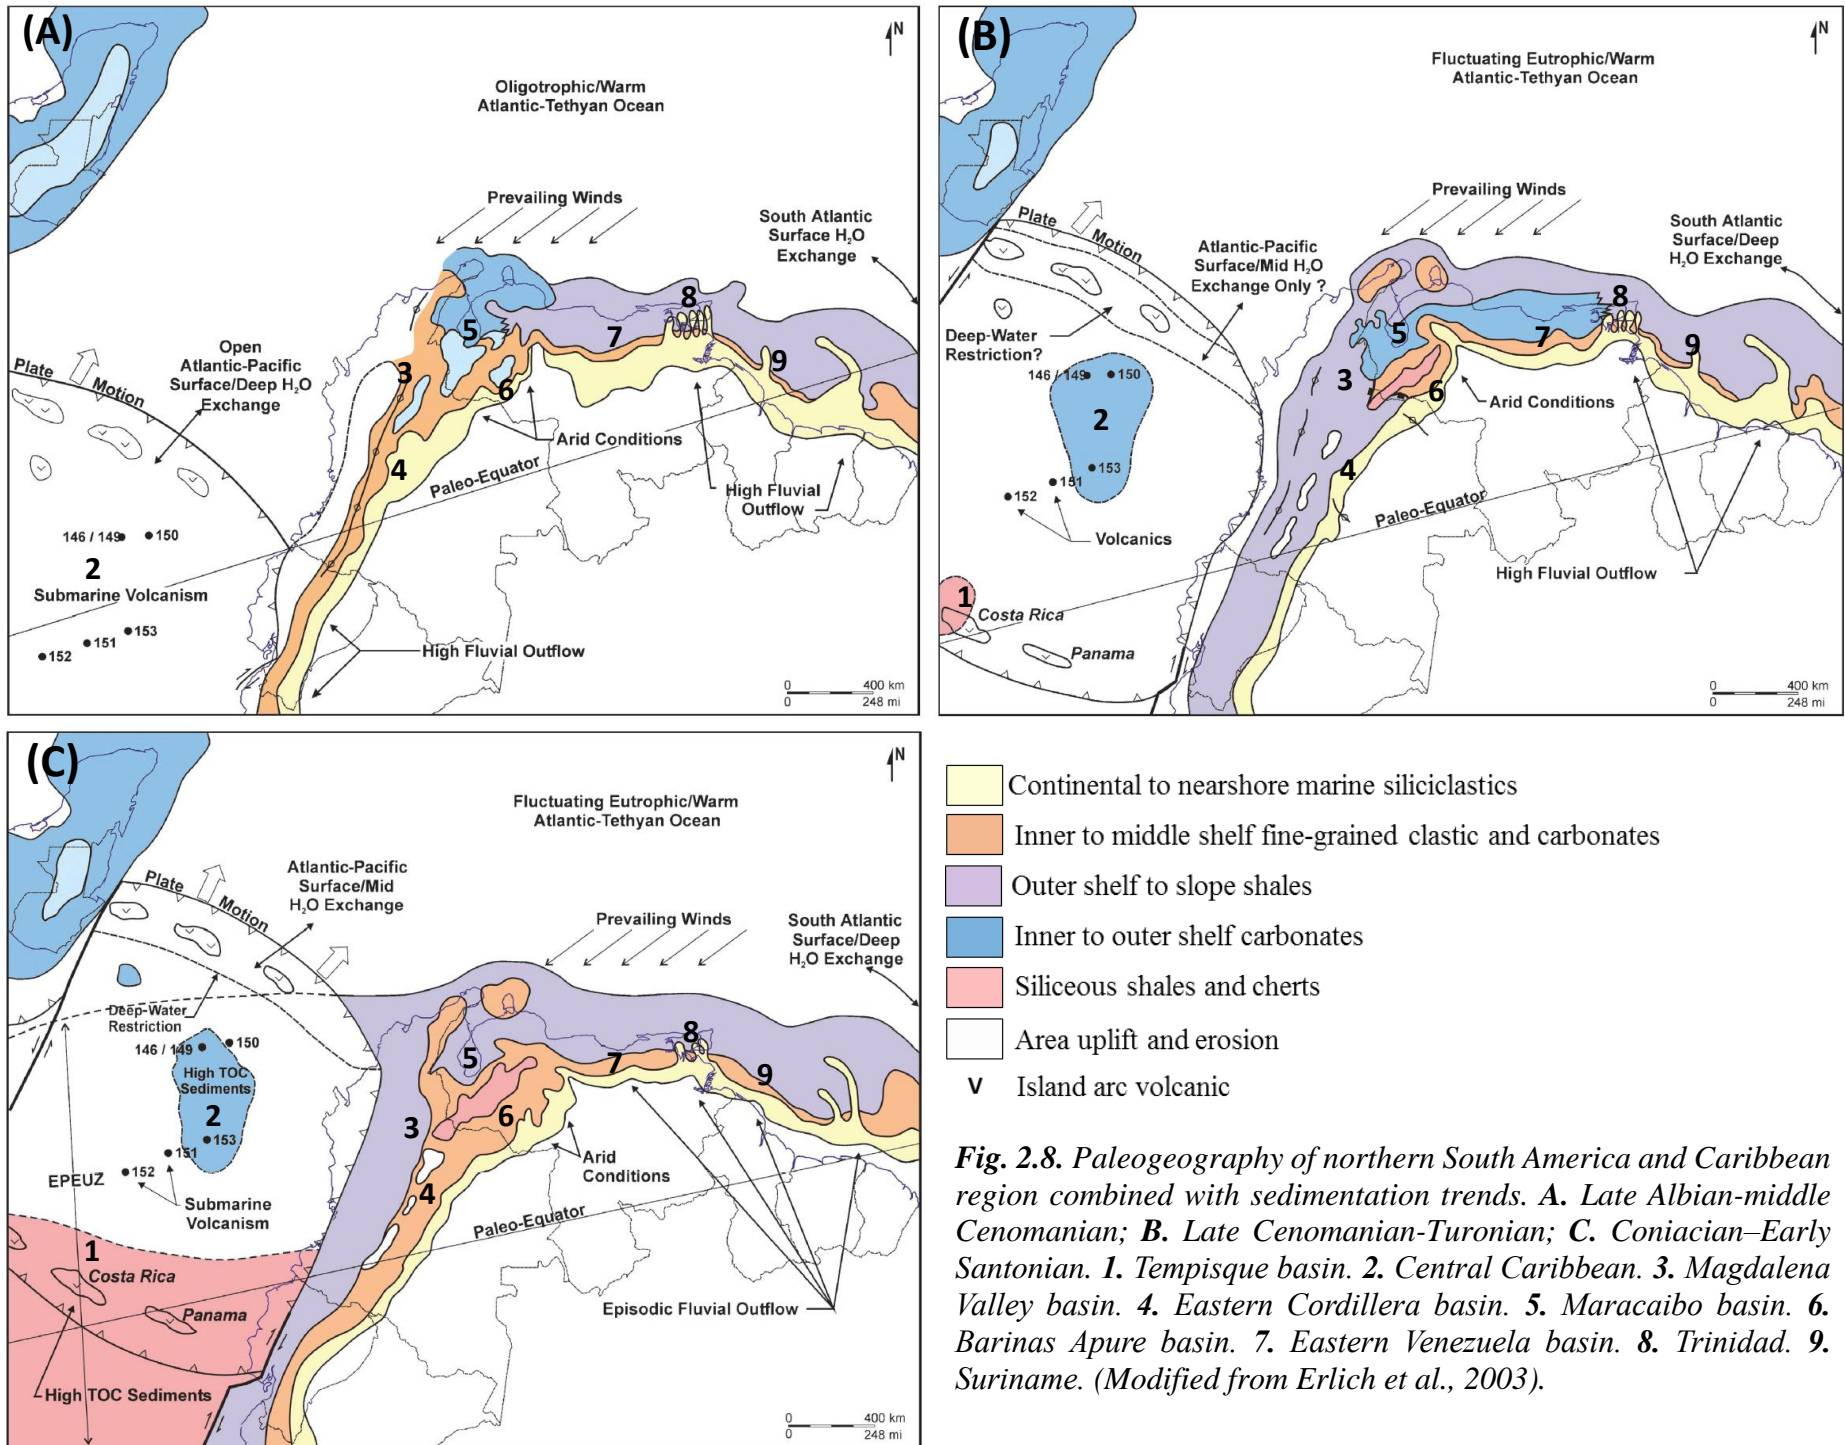 (A)
N
Oligotrophic/Warm
Atlantic-Tethyan Ocean
Prevailing Winds
South Atlantic
Surface H₂O
Exchange
Open
Atlantic-Pacific
Surface/Deep H₂O
Exchange
Plate
Motion
8
5
7
9
3
6
Arid Conditions
4
Paleo-Equator
High Fluvial
Outflow
146 / 149
150
2
Submarine Volcanism
153
151
152
High Fluvial Outflow
0 400 km
0 248 mi
(B)
N
Fluctuating Eutrophic/Warm
Atlantic-Tethyan Ocean
Prevailing Winds
South Atlantic
Surface/Deep
H₂O Exchange
Plate
Motion
Atlantic-Pacific
Surface/Mid H₂O
Exchange Only ?
Deep-Water
Restriction?
8
5
7
9
146 / 149
150
3
6
2
Arid Conditions
153
4
151
152
Paleo-Equator
Volcanics
High Fluvial Outflow
1
Costa Rica
Panama
0 400 km
0 248 mi
(C)
N
Fluctuating Eutrophic/Warm
Atlantic-Tethyan Ocean
Atlantic-Pacific
Surface/Mid
H₂O Exchange
Plate
Motion
Prevailing Winds
South Atlantic
Surface/Deep
H₂O Exchange
Deep-Water
Restriction
146 / 149
150
8
5
7
9
High TOC
Sediments
2
3
6
153
151
152
EPEUZ
Arid
Conditions
4
Submarine
Volcanism
Paleo-Equator
1
Costa Rica
Panama
Episodic Fluvial Outflow
High TOC Sediments
0 400 km
0 248 mi
Continental to nearshore marine siliciclastics
Inner to middle shelf fine-grained clastic and carbonates
Outer shelf to slope shales
Inner to outer shelf carbonates
Siliceous shales and cherts
Area uplift and erosion
v Island arc volcanic
Fig. 2.8. Paleogeography of northern South America and Caribbean
region combined with sedimentation trends. A. Late Albian-middle
Cenomanian; B. Late Cenomanian-Turonian; C. Coniacian–Early
Santonian. 1. Tempisque basin. 2. Central Caribbean. 3. Magdalena
Valley basin. 4. Eastern Cordillera basin. 5. Maracaibo basin. 6.
Barinas Apure basin. 7. Eastern Venezuela basin. 8. Trinidad. 9.
Suriname. (Modified from Erlich et al., 2003).